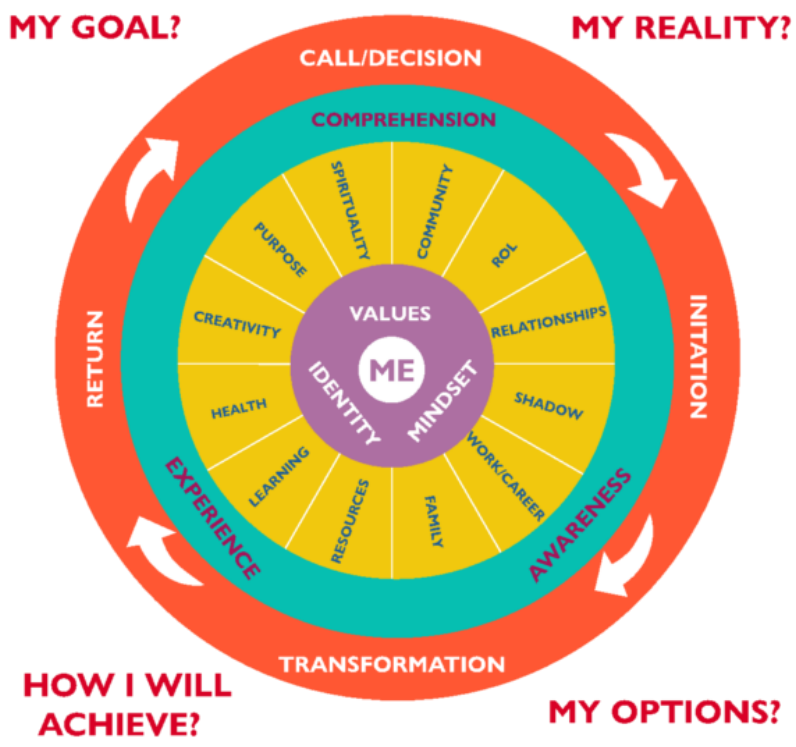 MY GOAL?
MY REALITY?
CALL/DECISION
COMPREHENSION
SPIRITUALITY
COMMUNITY
PURPOSE
ROL
CREATIVITY
RELATIONSHIPS
VALUES
ME
IDENTITY
MINDSET
RETURN
INITATION
HEALTH
SHADOW
LEARNING
WORK/CAREER
RESOURCES
FAMILY
EXPERIENCE
AWARENESS
TRANSFORMATION
HOW I WILL
ACHIEVE?
MY OPTIONS?